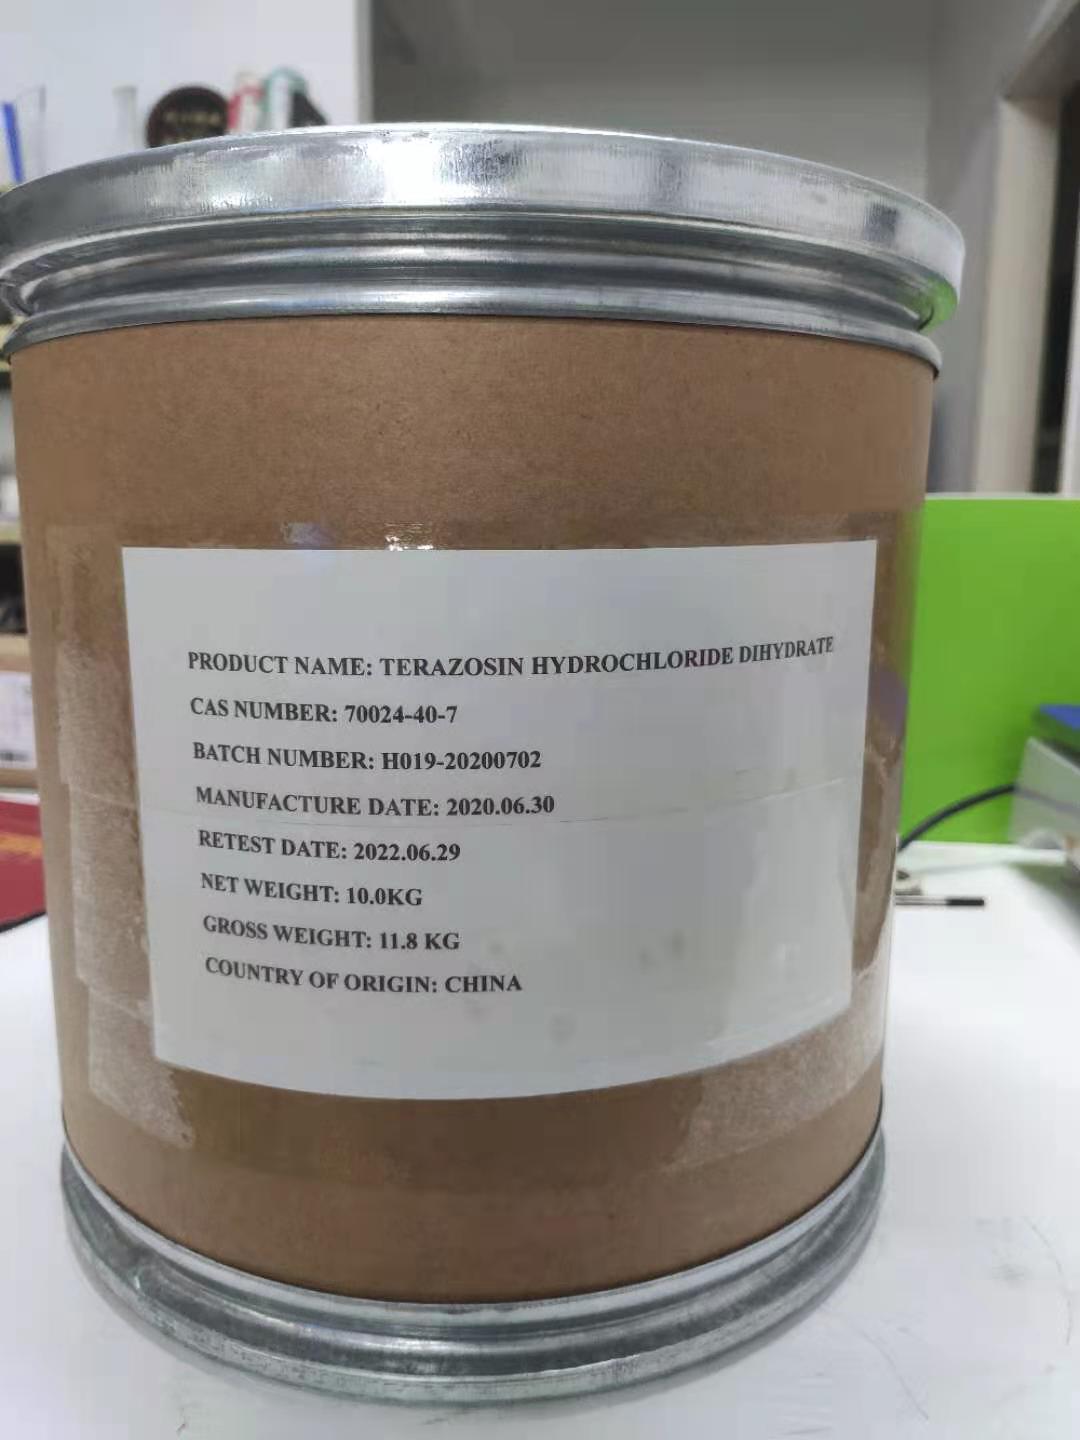 PRODUCT NAME: TERAZOSIN HYDROCHLORIDE DIHYDRATE
CAS NUMBER: 70024-40-7
BATCH NUMBER: H019-20200702
MANUFACTURE DATE: 2020.06.30
RETEST DATE: 2022.06.29
NET WEIGHT: 10.0KG
GROSS WEIGHT: 11.8 KG
COUNTRY OF ORIGIN: CHINA